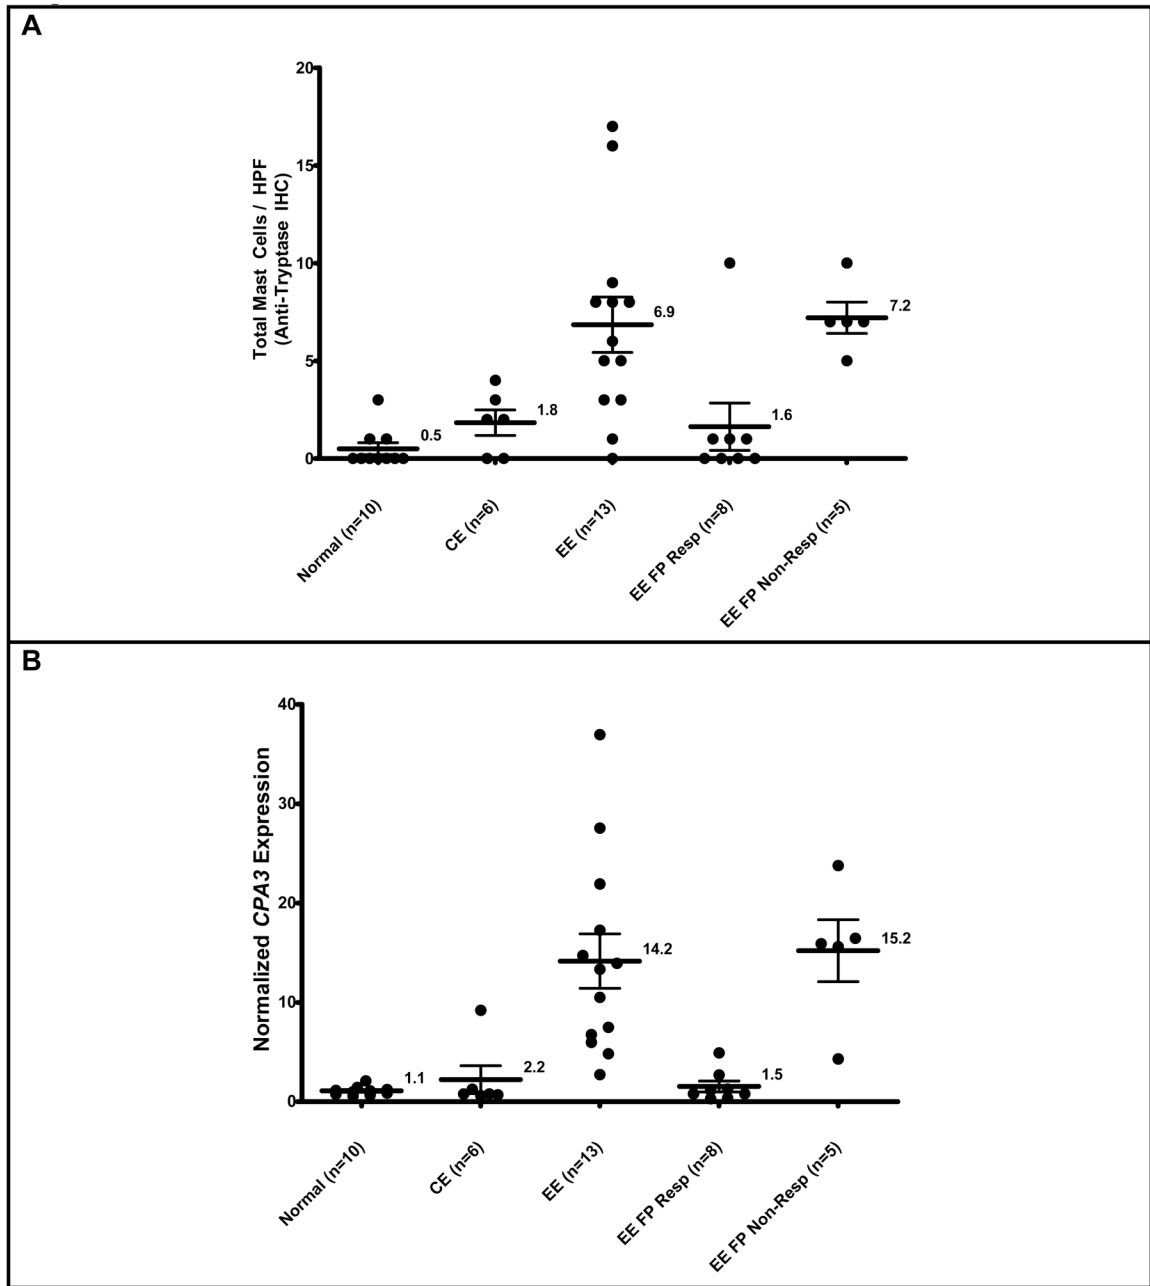 A
Total Mast Cells / HPF
(Anti-Tryptase IHC)
20
15
10
5
0
0.5
1.8
6.9
1.6
7.2
Normal (n=10)
CE (n=6)
EE (n=13)
EE FP Resp (n=8)
EE FP Non-Resp (n=5)
B
Normalized CPA3 Expression
40
30
20
10
0
1.1
2.2
14.2
1.5
15.2
Normal (n=10)
CE (n=6)
EE (n=13)
EE FP Resp (n=8)
EE FP Non-Resp (n=5)